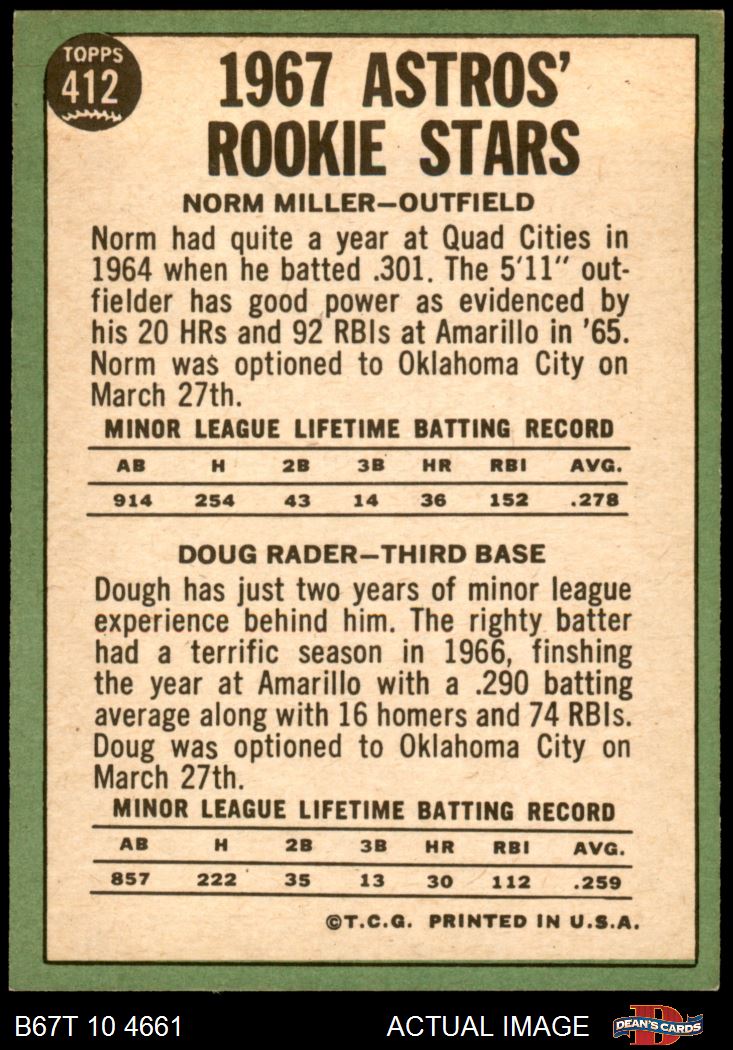 TOPPS
412
1967 ASTROS'
ROOKIE STARS
NORM MILLER—OUTFIELD
Norm had quite a year at Quad Cities in
1964 when he batted .301. The 5'11" out-
fielder has good power as evidenced by
his 20 HRs and 92 RBIs at Amarillo in '65.
Norm was optioned to Oklahoma City on
March 27th.
MINOR LEAGUE LIFETIME BATTING RECORD
AB H 2B 3B HR RBI AVG.
914 254 43 14 36 152 .278
DOUG RADER—THIRD BASE
Dough has just two years of minor league
experience behind him. The righty batter
had a terrific season in 1966, finshing
the year at Amarillo with a .290 batting
average along with 16 homers and 74 RBIs.
Doug was optioned to Oklahoma City on
March 27th.
MINOR LEAGUE LIFETIME BATTING RECORD
AB H 2B 3B HR RBI AVG.
857 222 35 13 30 112 .259
©T.C.G. PRINTED IN U.S.A.
B67T 10 4661 ACTUAL IMAGE DEAN'S CARDS